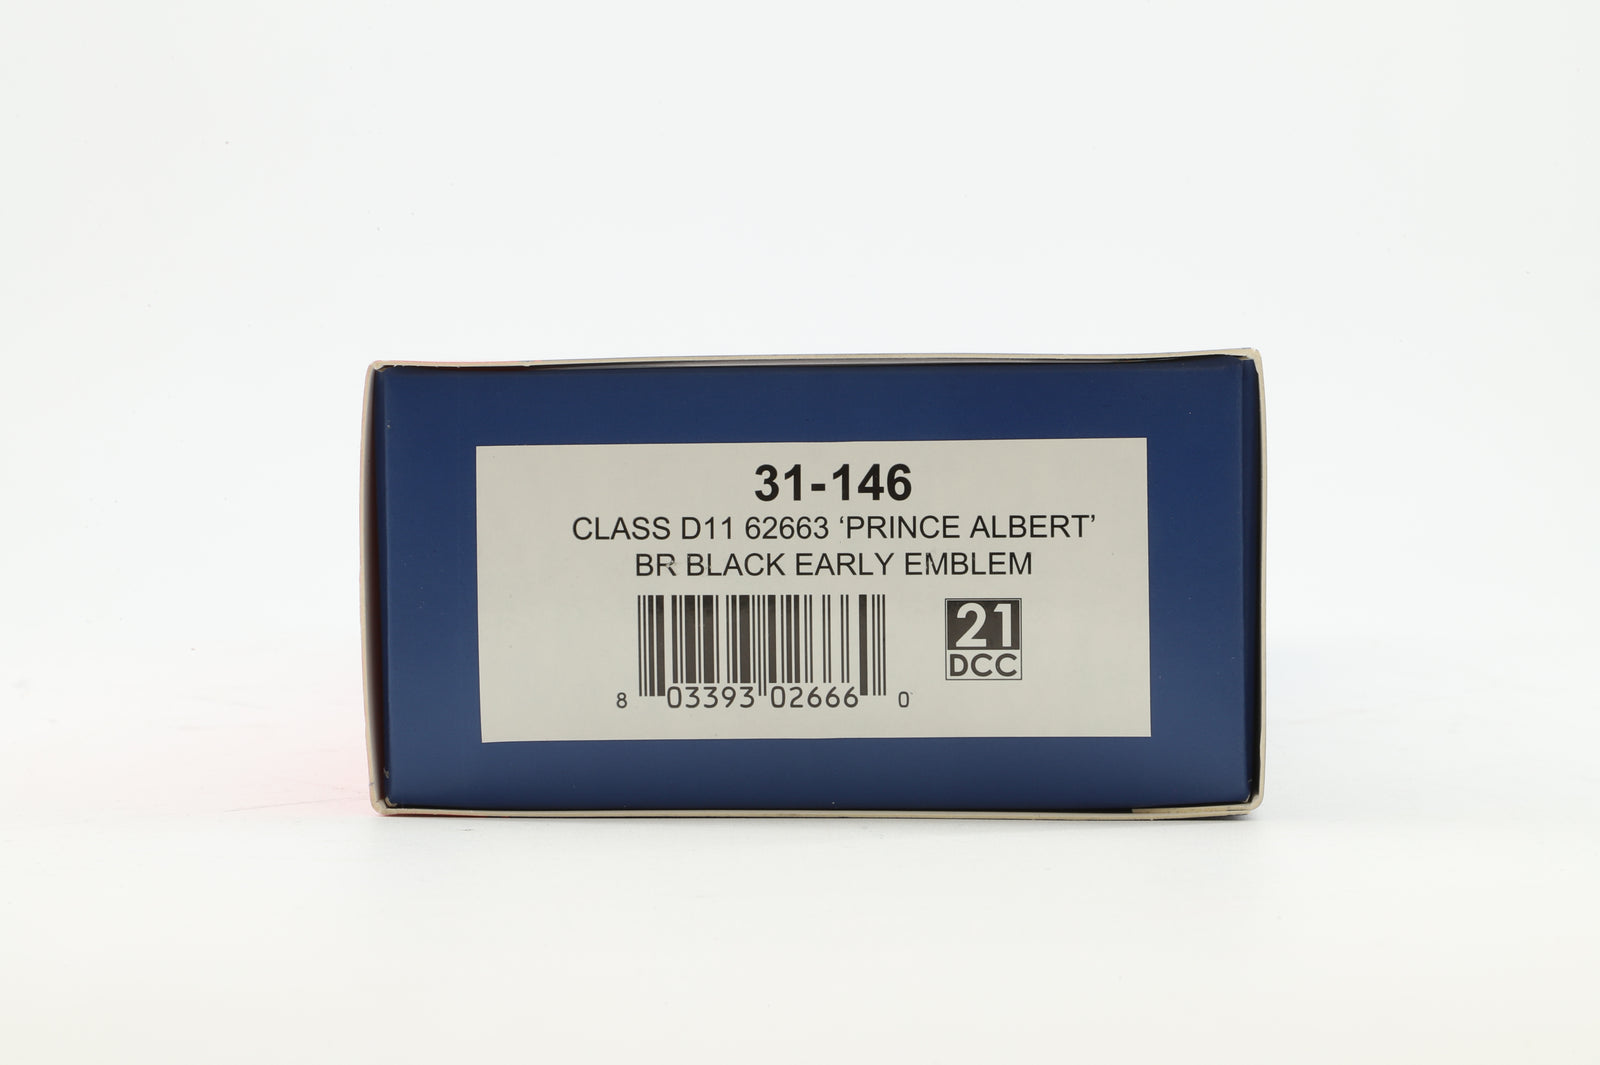 31-146
CLASS D11 62663 ‘PRINCE ALBERT’
BR BLACK EARLY EMBLEM
8 03393 02666 0
21
DCC